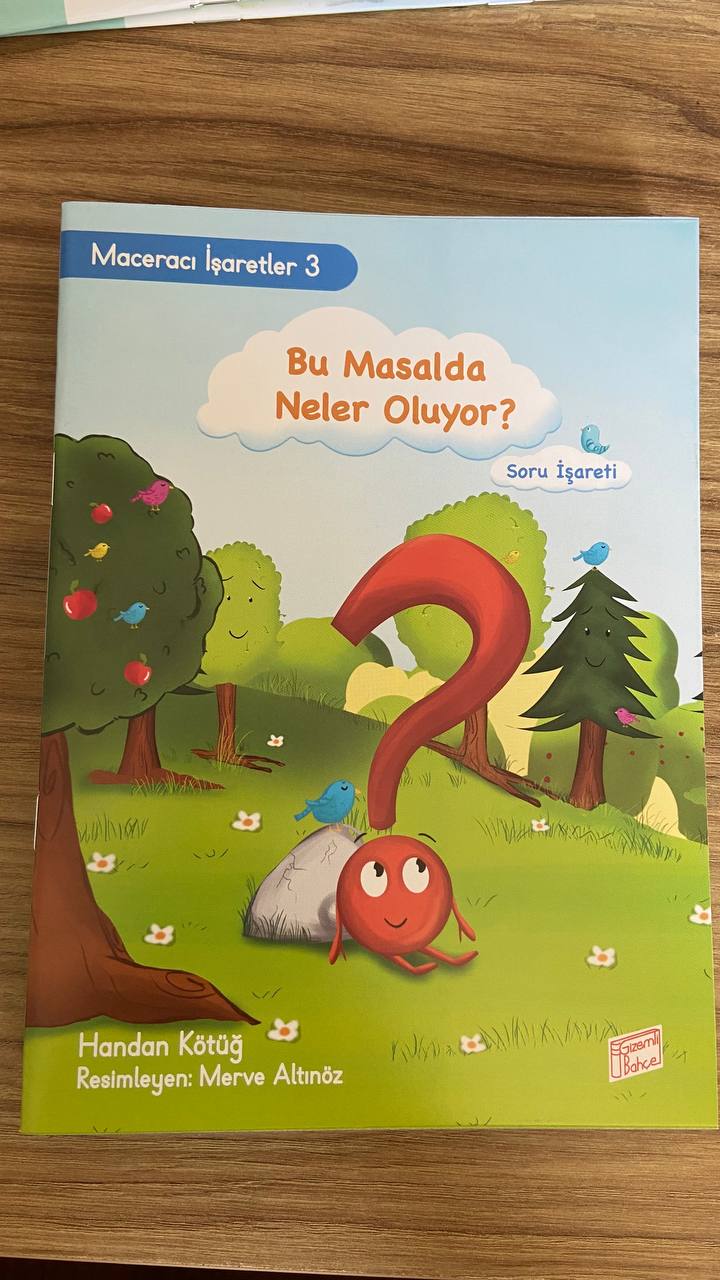 Maceracı İşaretler 3
Bu Masalda
Neler Oluyor?
Soru İşareti
Handan Kötüğ
Resimleyen: Merve Altınöz
Gizemli
Bahçe